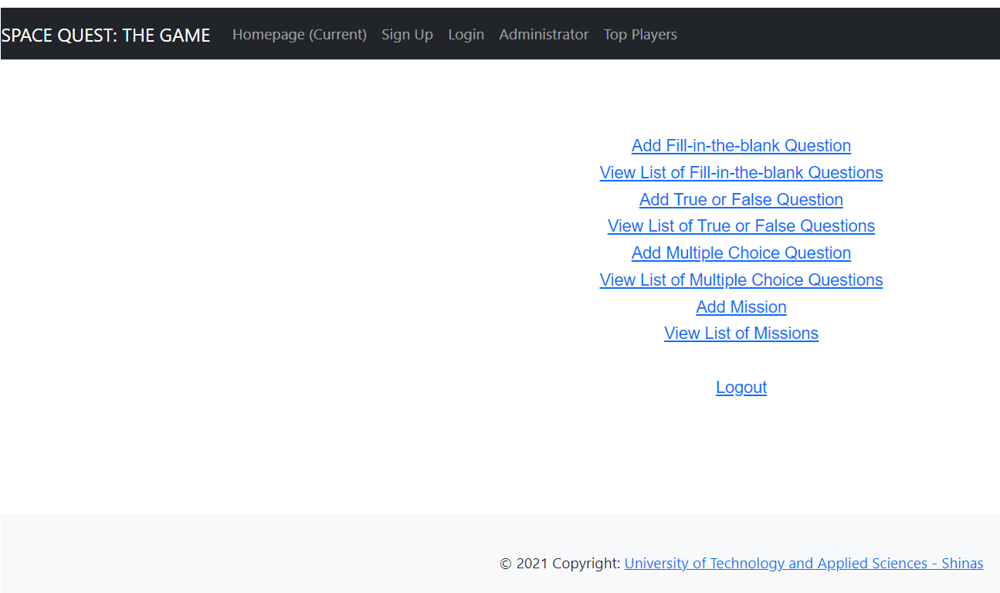 SPACE QUEST: THE GAME Homepage (Current) Sign Up Login Administrator Top Players
Add Fill-in-the-blank Question
View List of Fill-in-the-blank Questions
Add True or False Question
View List of True or False Questions
Add Multiple Choice Question
View List of Multiple Choice Questions
Add Mission
View List of Missions
Logout
© 2021 Copyright: University of Technology and Applied Sciences - Shinas